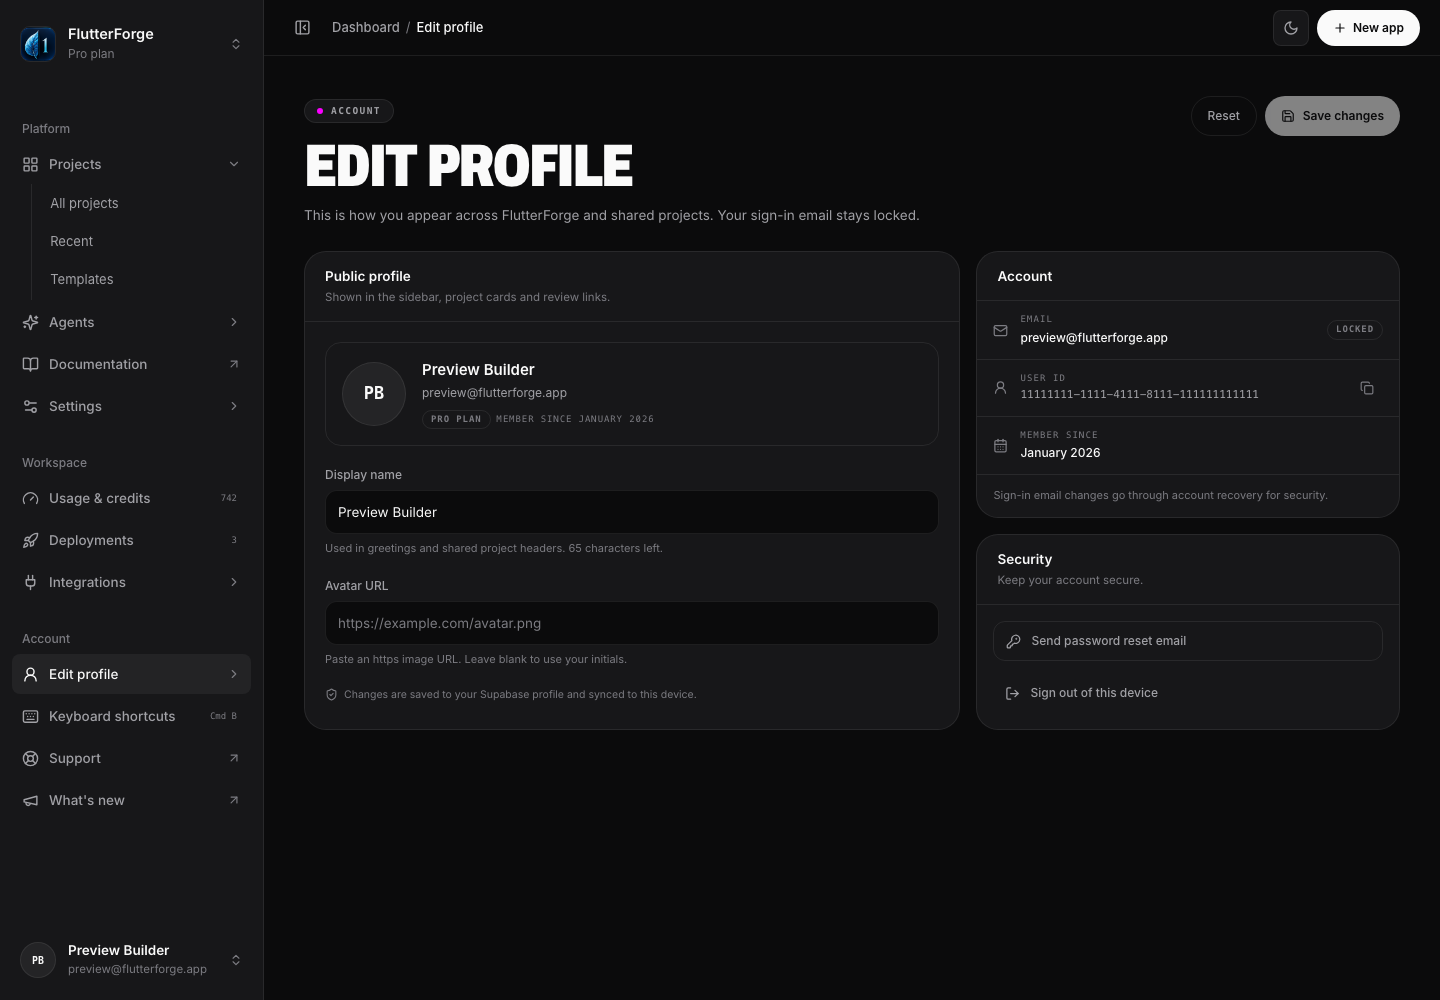 FlutterForge
Pro plan
Platform
Projects
All projects
Recent
Templates
Agents
Documentation
Settings
Workspace
Usage & credits 742
Deployments 3
Integrations
Account
Edit profile
Keyboard shortcuts Cmd B
Support
What's new
PB
Preview Builder
preview@flutterforge.app
Dashboard / Edit profile
New app
ACCOUNT
Reset
Save changes
EDIT PROFILE
This is how you appear across FlutterForge and shared projects. Your sign-in email stays locked.
Public profile
Shown in the sidebar, project cards and review links.
PB
Preview Builder
preview@flutterforge.app
PRO PLAN MEMBER SINCE JANUARY 2026
Display name
Preview Builder
Used in greetings and shared project headers. 65 characters left.
Avatar URL
https://example.com/avatar.png
Paste an https image URL. Leave blank to use your initials.
Changes are saved to your Supabase profile and synced to this device.
Account
EMAIL
preview@flutterforge.app
LOCKED
USER ID
11111111-1111-4111-8111-111111111111
MEMBER SINCE
January 2026
Sign-in email changes go through account recovery for security.
Security
Keep your account secure.
Send password reset email
Sign out of this device